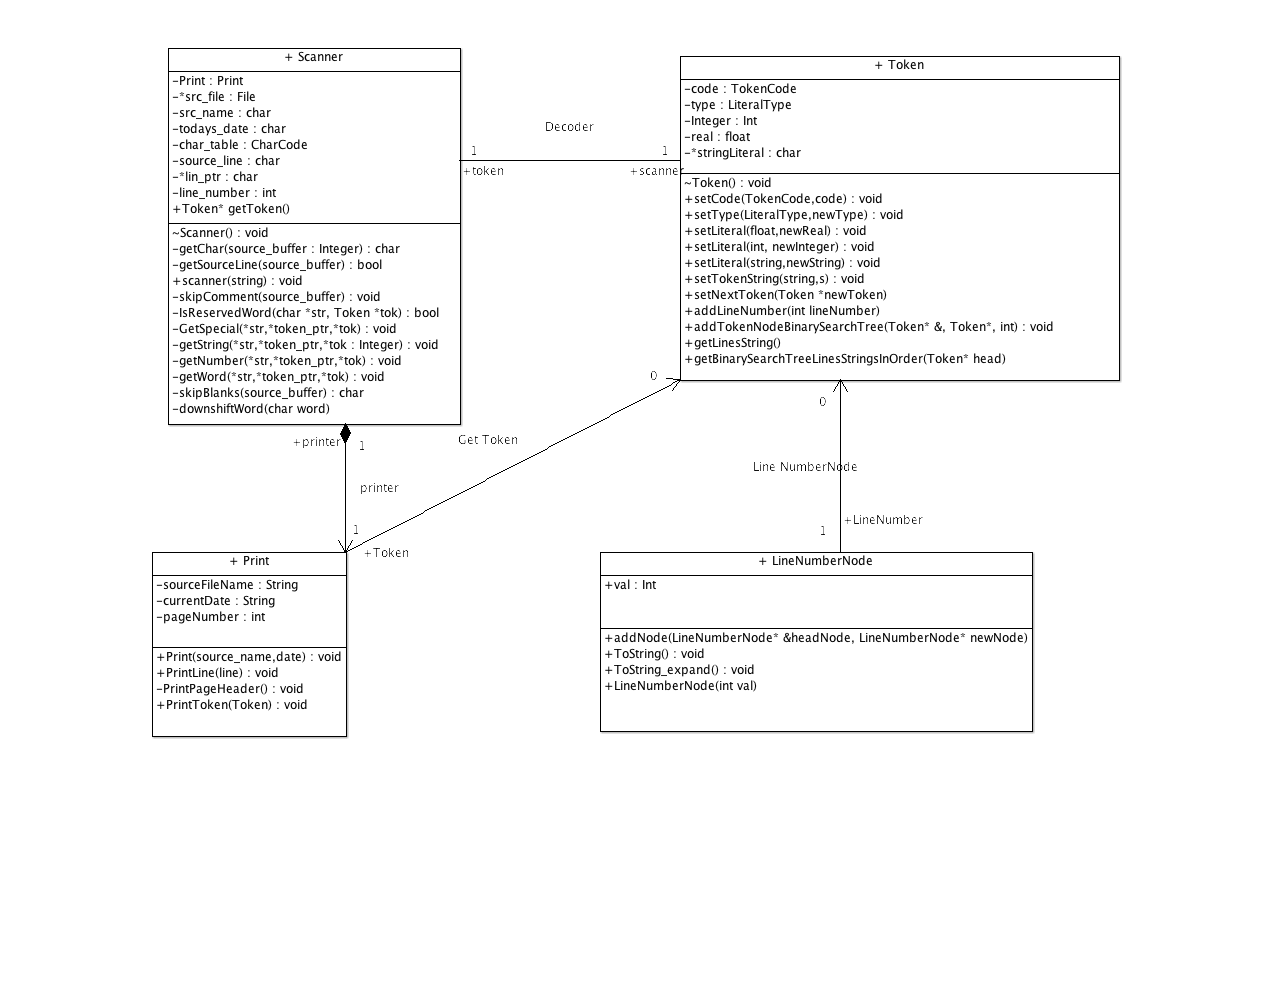 + Scanner
-Print : Print
-*src_file : File
-src_name : char
-todays_date : char
-char_table : CharCode
-source_line : char
-*lin_ptr : char
-line_number : int
+Token* getToken()
~Scanner() : void
-getChar(source_buffer : Integer) : char
-getSourceLine(source_buffer) : bool
+scanner(string) : void
-skipComment(source_buffer) : void
-IsReservedWord(char *str, Token *tok) : bool
-GetSpecial(*str,*token_ptr,*tok) : void
-getString(*str,*token_ptr,*tok : Integer) : void
-getNumber(*str,*token_ptr,*tok) : void
-getWord(*str,*token_ptr,*tok) : void
-skipBlanks(source_buffer) : char
-downshiftWord(char word)
Decoder
1
1
+token
+scanner
+ Token
-code : TokenCode
-type : LiteralType
-Integer : Int
-real : float
-*stringLiteral : char
~Token() : void
+setCode(TokenCode,code) : void
+setType(LiteralType,newType) : void
+setLiteral(float,newReal) : void
+setLiteral(int, newInteger) : void
+setLiteral(string,newString) : void
+setTokenString(string,s) : void
+setNextToken(Token *newToken)
+addLineNumber(int lineNumber)
+addTokenNodeBinarySearchTree(Token* &, Token*, int) : void
+getLinesString()
+getBinarySearchTreeLinesStringsInOrder(Token* head)
0
0
+printer
1
Get Token
Line NumberNode
printer
1
+Token
+LineNumber
1
+ Print
-sourceFileName : String
-currentDate : String
-pageNumber : int
+Print(source_name,date) : void
+PrintLine(line) : void
-PrintPageHeader() : void
+PrintToken(Token) : void
+ LineNumberNode
+val : Int
+addNode(LineNumberNode* &headNode, LineNumberNode* newNode)
+ToString() : void
+ToString_expand() : void
+LineNumberNode(int val)